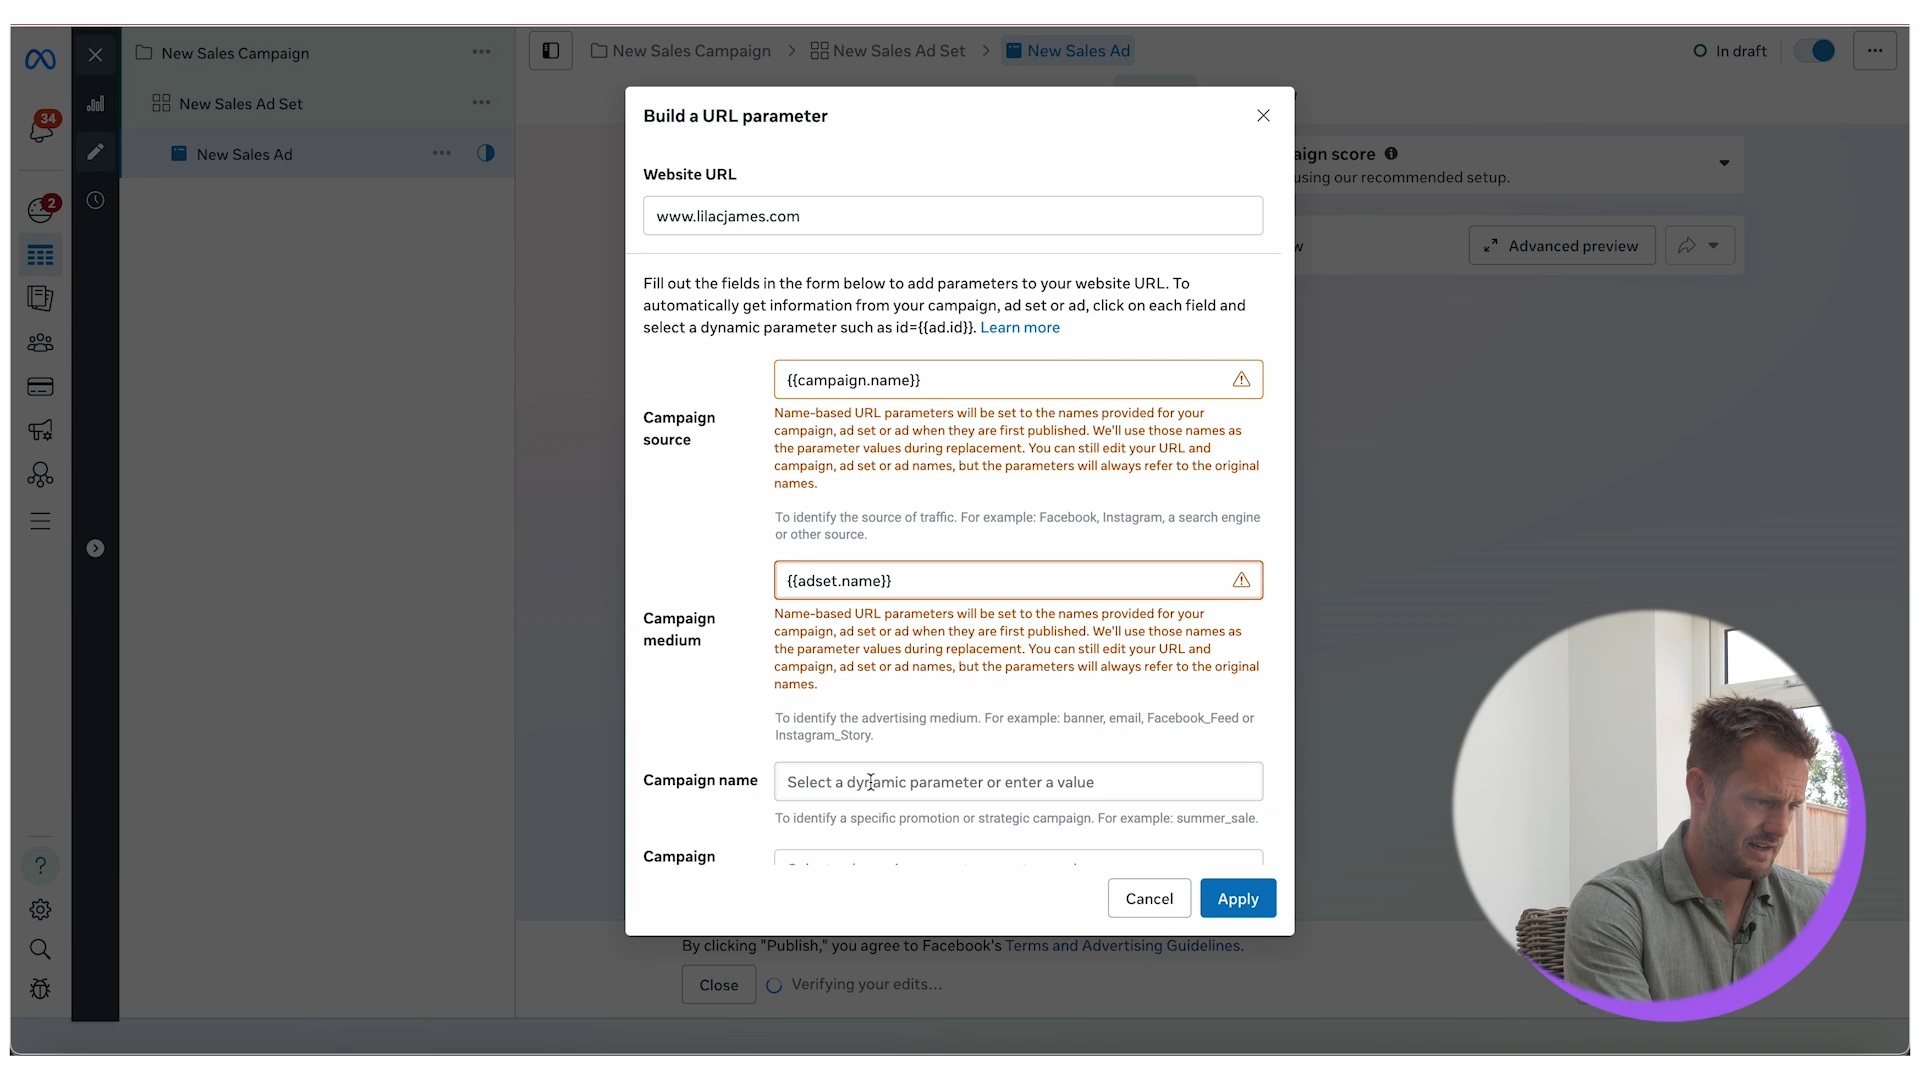 New Sales Campaign
New Sales Ad Set
New Sales Ad
34
2
New Sales Campaign > New Sales Ad Set > New Sales Ad
In draft
Build a URL parameter
Website URL
www.lilacjames.com
Fill out the fields in the form below to add parameters to your website URL. To
automatically get information from your campaign, ad set or ad, click on each field and
select a dynamic parameter such as id={{ad.id}}. Learn more
Campaign source
{{campaign.name}}
Name-based URL parameters will be set to the names provided for your
campaign, ad set or ad when they are first published. We'll use those names as
the parameter values during replacement. You can still edit your URL and
campaign, ad set or ad names, but the parameters will always refer to the original
names.
To identify the source of traffic. For example: Facebook, Instagram, a search engine
or other source.
Campaign medium
{{adset.name}}
Name-based URL parameters will be set to the names provided for your
campaign, ad set or ad when they are first published. We'll use those names as
the parameter values during replacement. You can still edit your URL and
campaign, ad set or ad names, but the parameters will always refer to the original
names.
To identify the advertising medium. For example: banner, email, Facebook_Feed or
Instagram_Story.
Campaign name
Select a dynamic parameter or enter a value
To identify a specific promotion or strategic campaign. For example: summer_sale.
Campaign
Cancel
Apply
score
using our recommended setup.
Advanced preview
By clicking "Publish," you agree to Facebook's Terms and Advertising Guidelines.
Close
Verifying your edits...